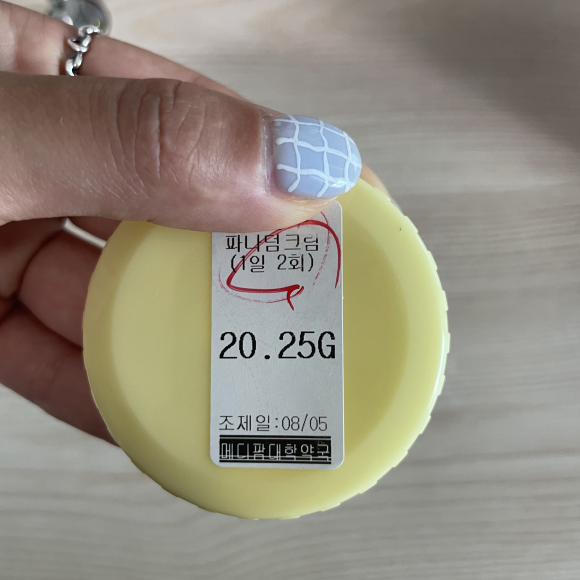 파나덤크림
(1일 2회)
20.25G
조제일:08/05
메디팜대학약국